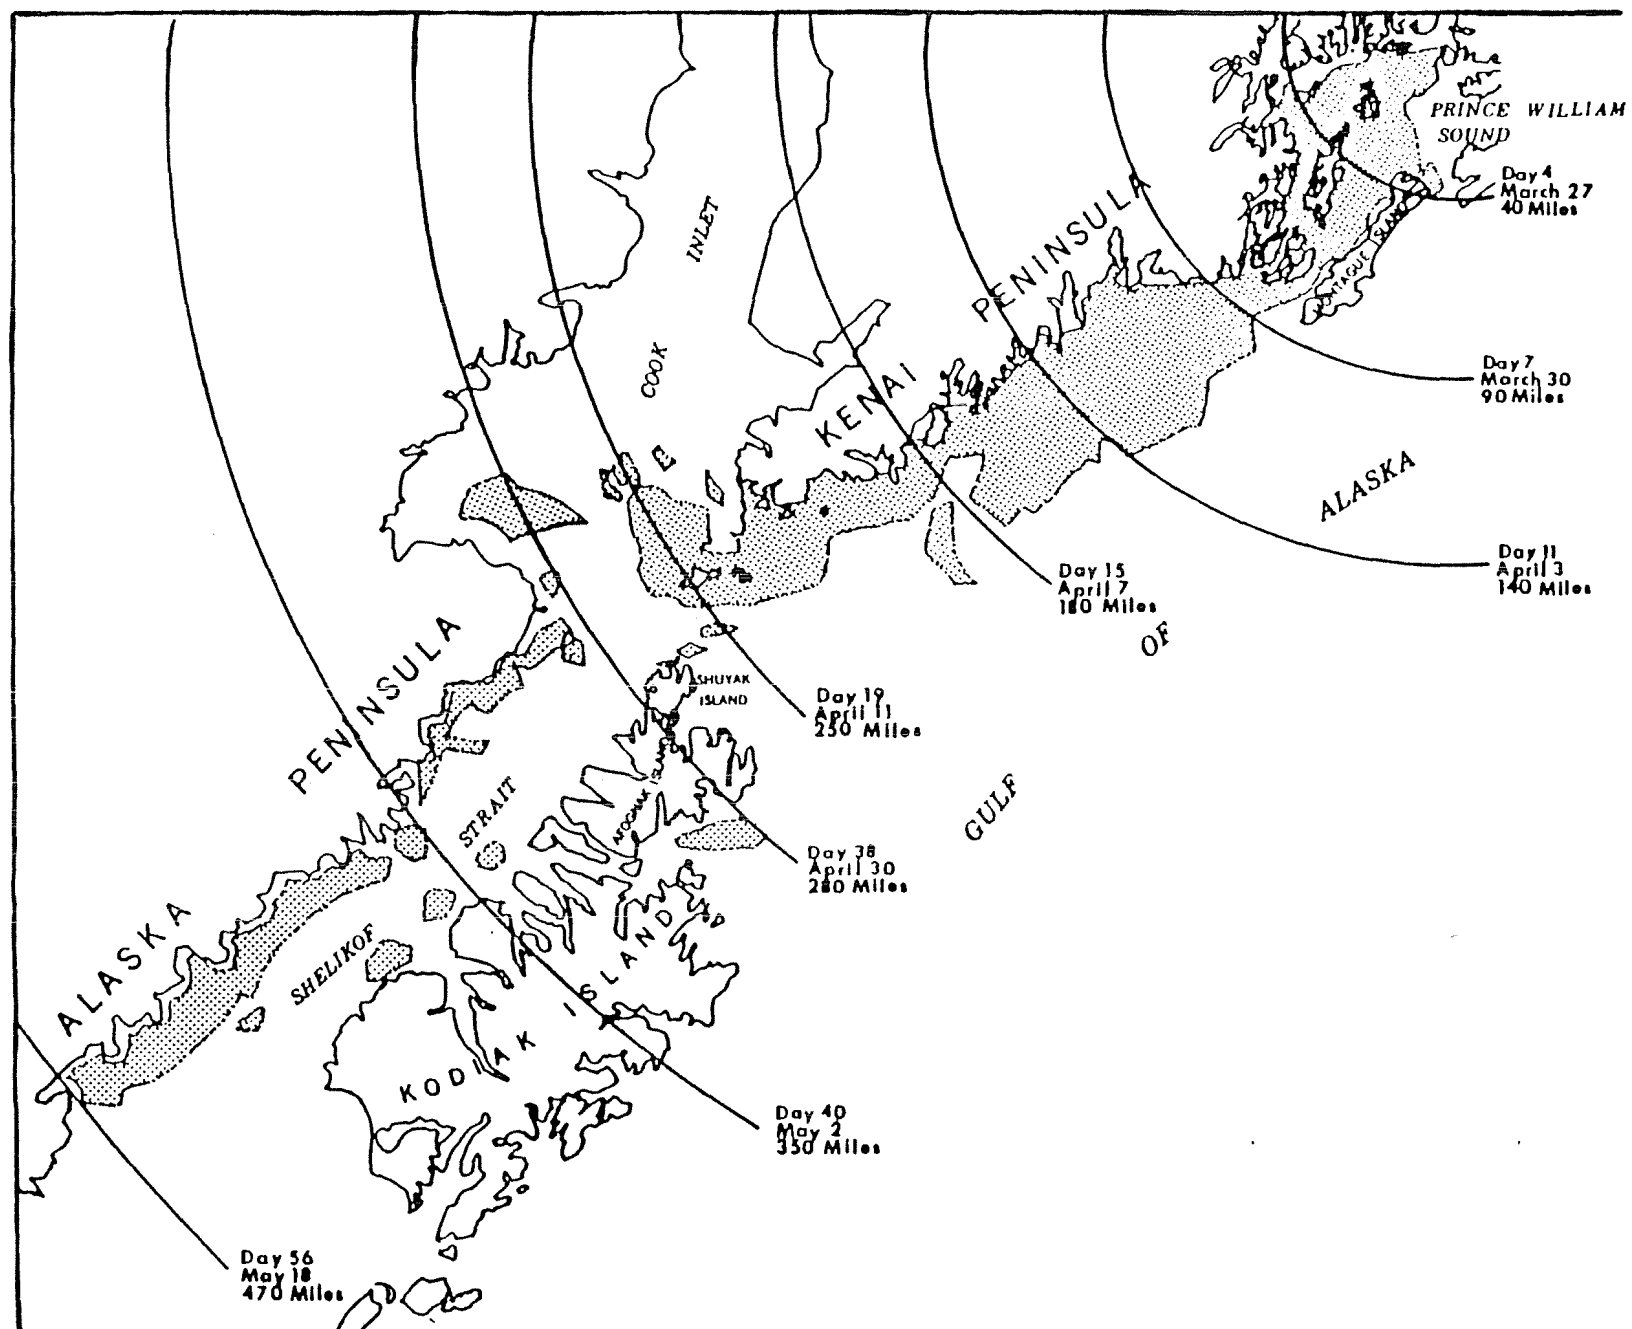 PRINCE WILLIAM
SOUND
Day 4
March 27
40 Miles
MONTAGUE ISLAND
KENAI PENINSULA
COOK INLET
Day 7
March 30
90 Miles
GULF OF ALASKA
Day 11
April 3
140 Miles
Day 15
April 7
180 Miles
SHUYAK
ISLAND
Day 19
April 11
250 Miles
AFOGNAK ISLAND
Day 38
April 30
280 Miles
ALASKA PENINSULA
SHELIKOF STRAIT
KODIAK ISLAND
Day 40
May 2
350 Miles
Day 56
May 18
470 Miles